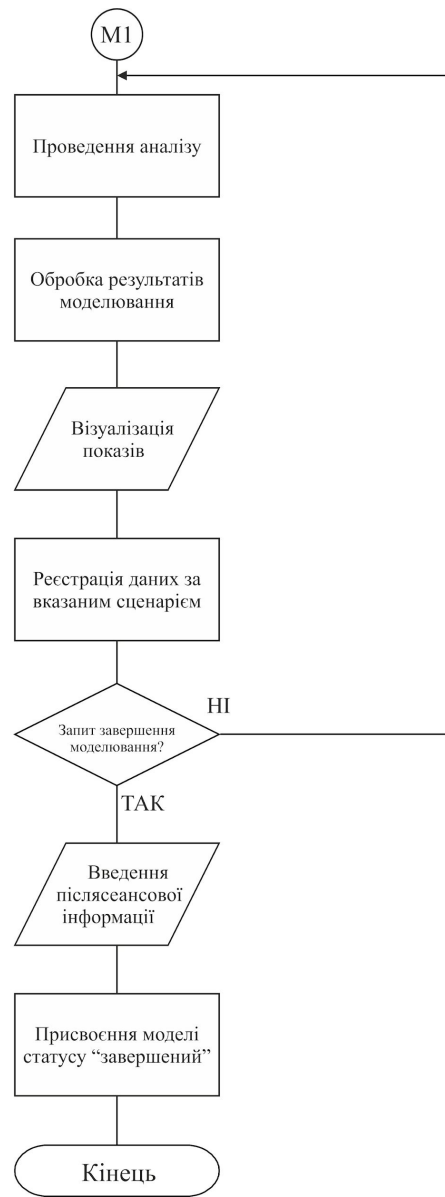 М1
Проведення аналізу
Обробка результатів
моделювання
Візуалізація
показів
Реєстрація даних за
вказаним сценарієм
НІ
Запит завершення
моделювання?
ТАК
Введення
післясеансової
інформації
Присвоєння моделі
статусу “завершений”
Кінець